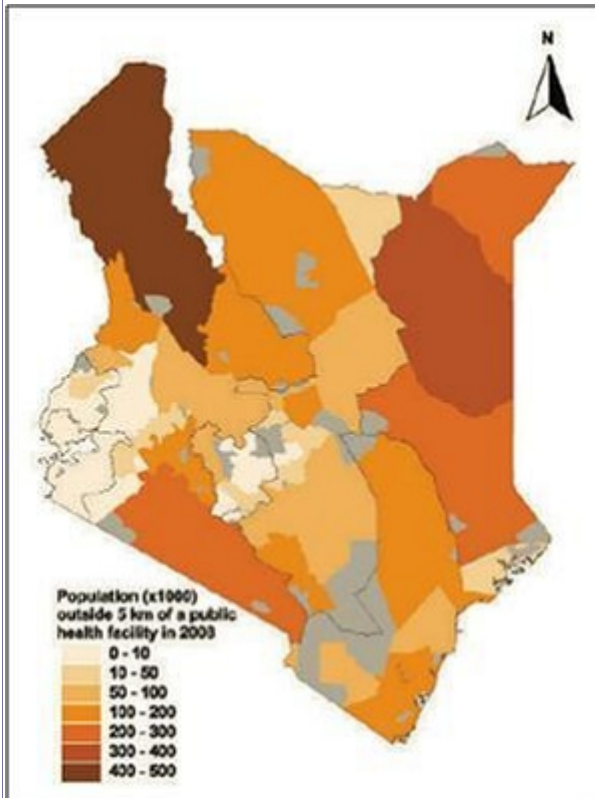 N
Population (x1000)
outside 5 km of a public
health facility in 2003
0 - 10
10 - 50
50 - 100
100 - 200
200 - 300
300 - 400
400 - 500